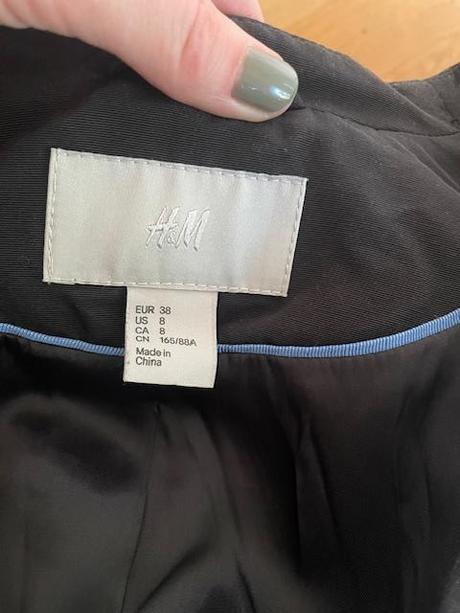 H&M
EUR 38
US 8
CA 8
CN 165/88A
Made in
China